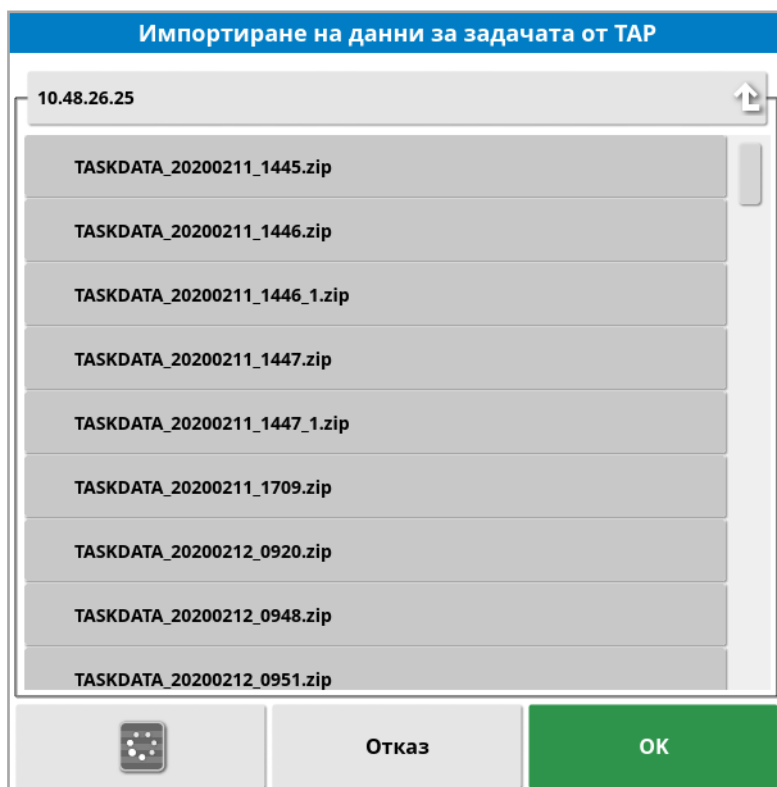 Импортиране на данни за задачата от TAP
10.48.26.25
TASKDATA_20200211_1445.zip
TASKDATA_20200211_1446.zip
TASKDATA_20200211_1446_1.zip
TASKDATA_20200211_1447.zip
TASKDATA_20200211_1447_1.zip
TASKDATA_20200211_1709.zip
TASKDATA_20200212_0920.zip
TASKDATA_20200212_0948.zip
TASKDATA_20200212_0951.zip
Отказ
OK